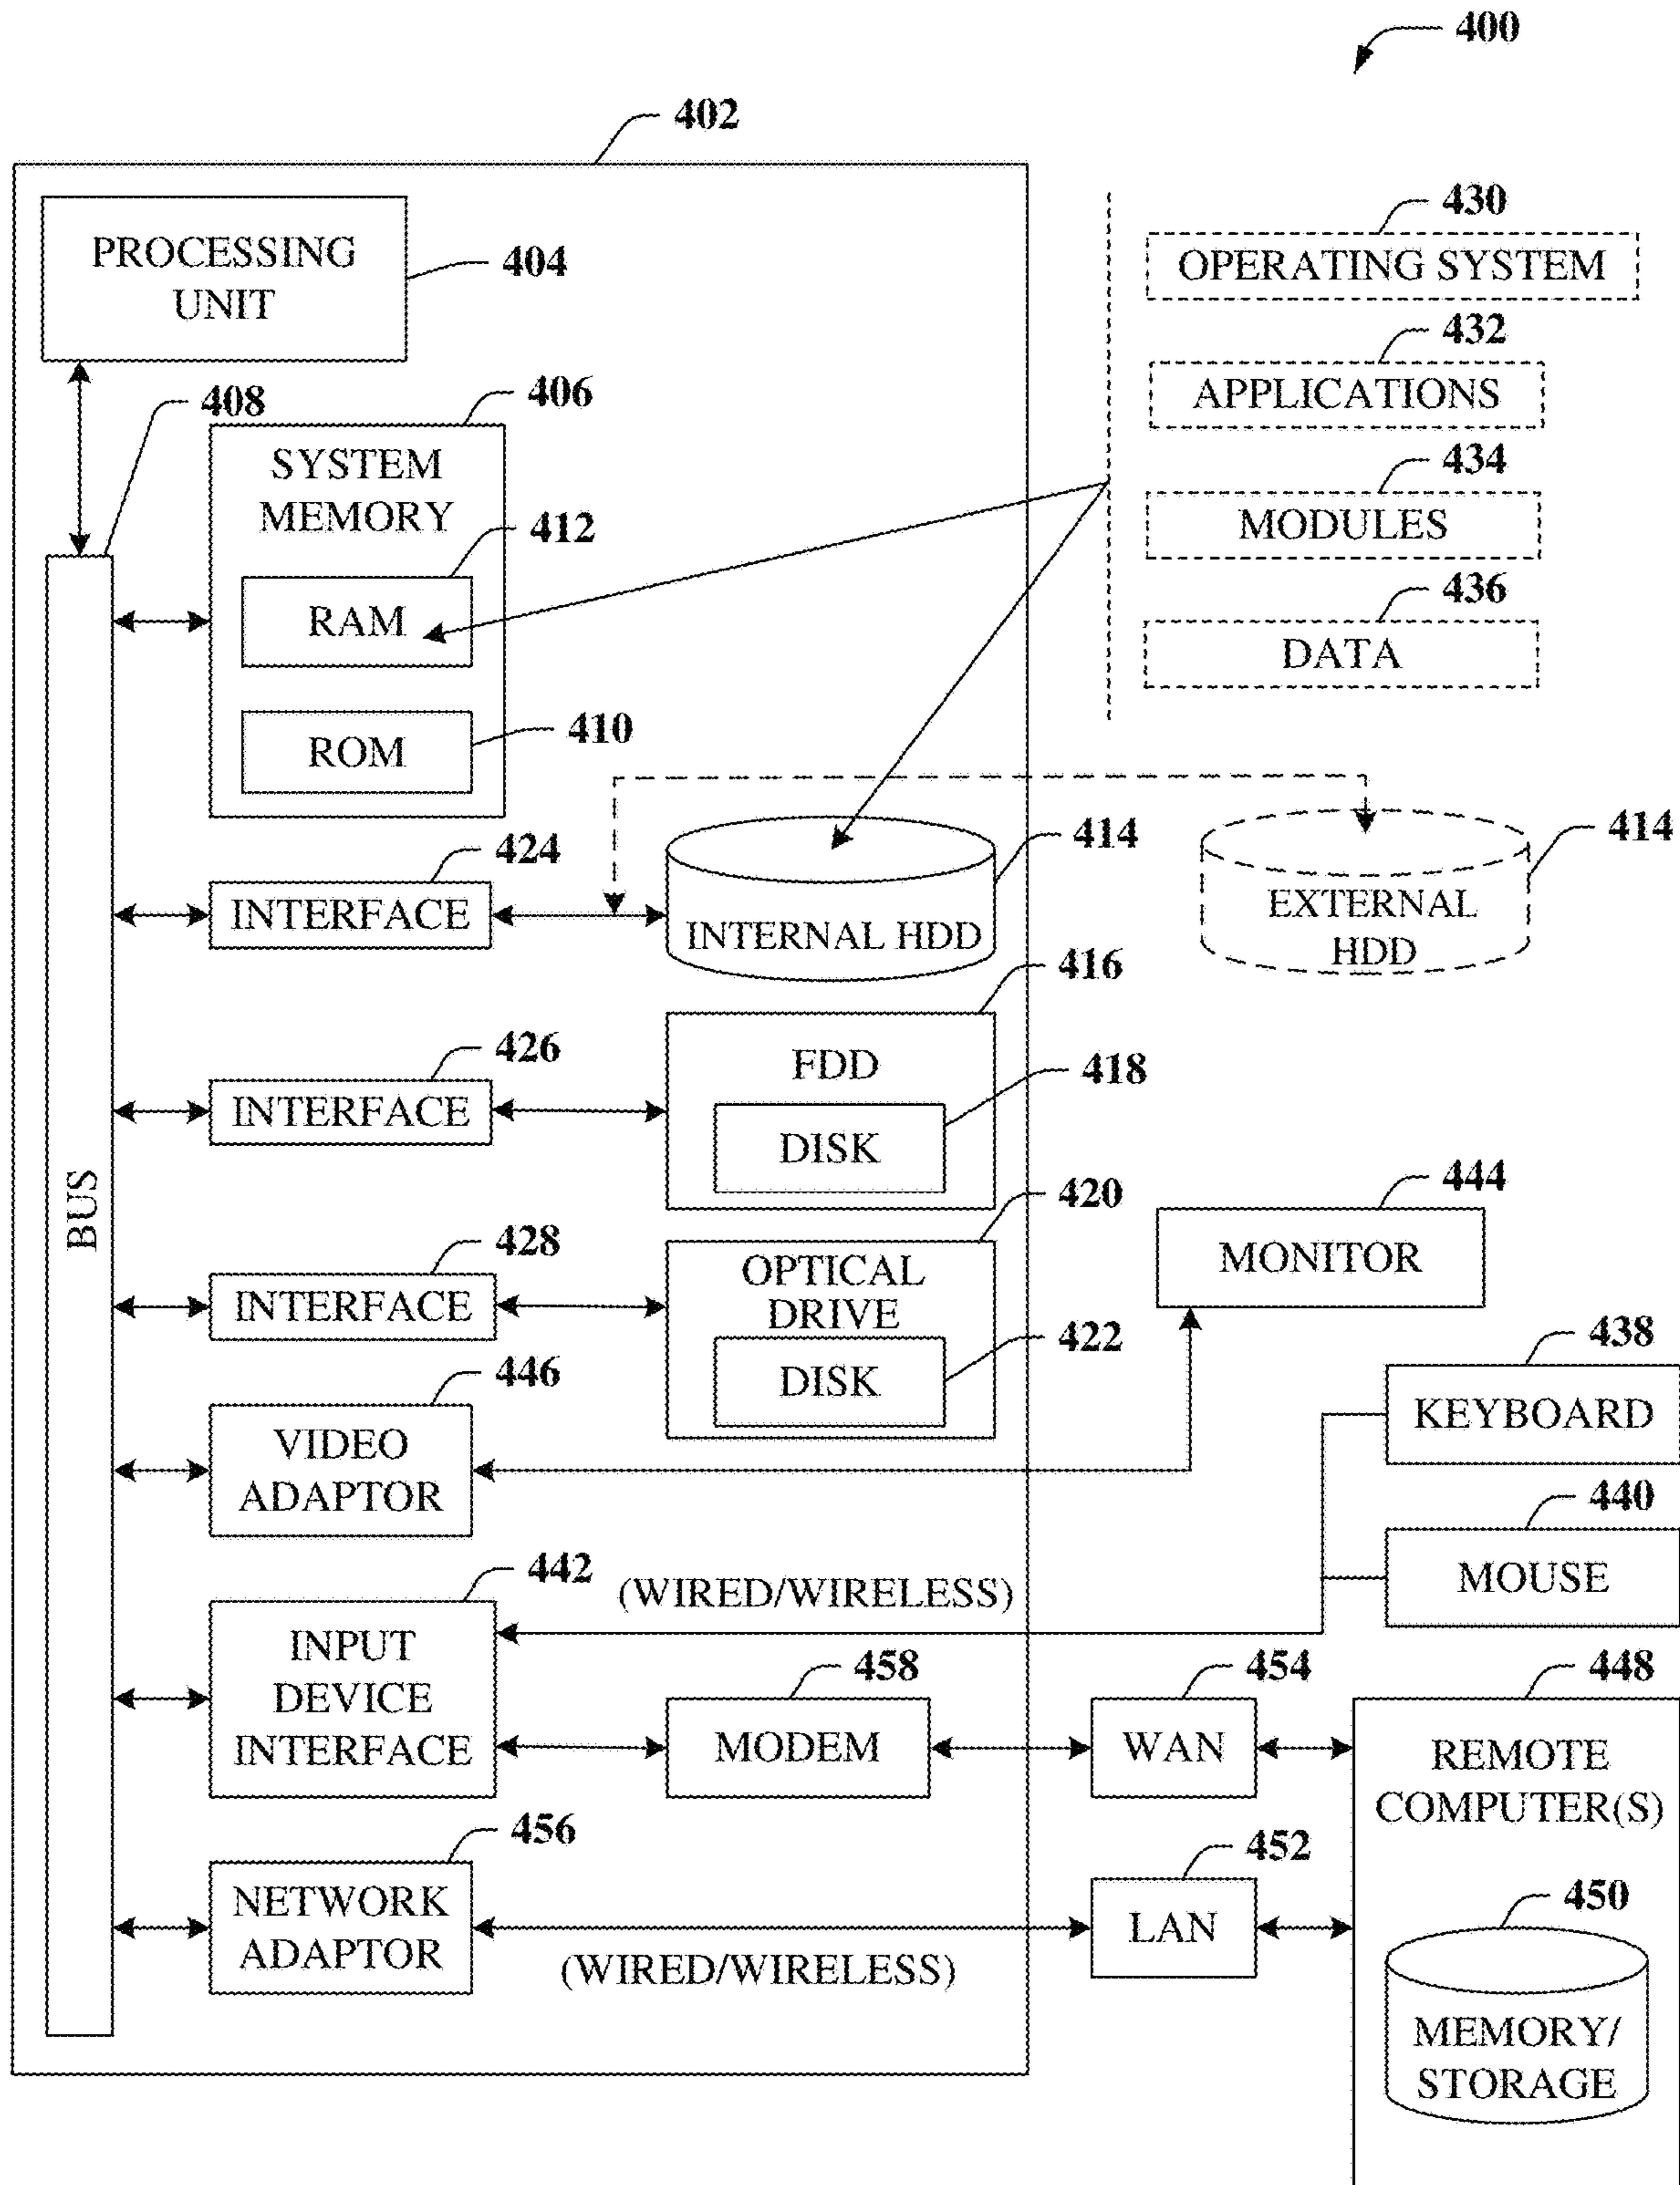 400
402
PROCESSING
UNIT
404
408
406
SYSTEM
MEMORY
412
RAM
410
ROM
430
OPERATING SYSTEM
432
APPLICATIONS
434
MODULES
436
DATA
424
INTERFACE
414
INTERNAL HDD
414
EXTERNAL
HDD
416
426
INTERFACE
FDD
418
DISK
BUS
420
428
INTERFACE
OPTICAL
DRIVE
422
DISK
444
MONITOR
446
VIDEO
ADAPTOR
438
KEYBOARD
440
MOUSE
442
(WIRED/WIRELESS)
INPUT
DEVICE
INTERFACE
458
MODEM
454
WAN
448
REMOTE
COMPUTER(S)
456
NETWORK
ADAPTOR
(WIRED/WIRELESS)
452
LAN
450
MEMORY/
STORAGE